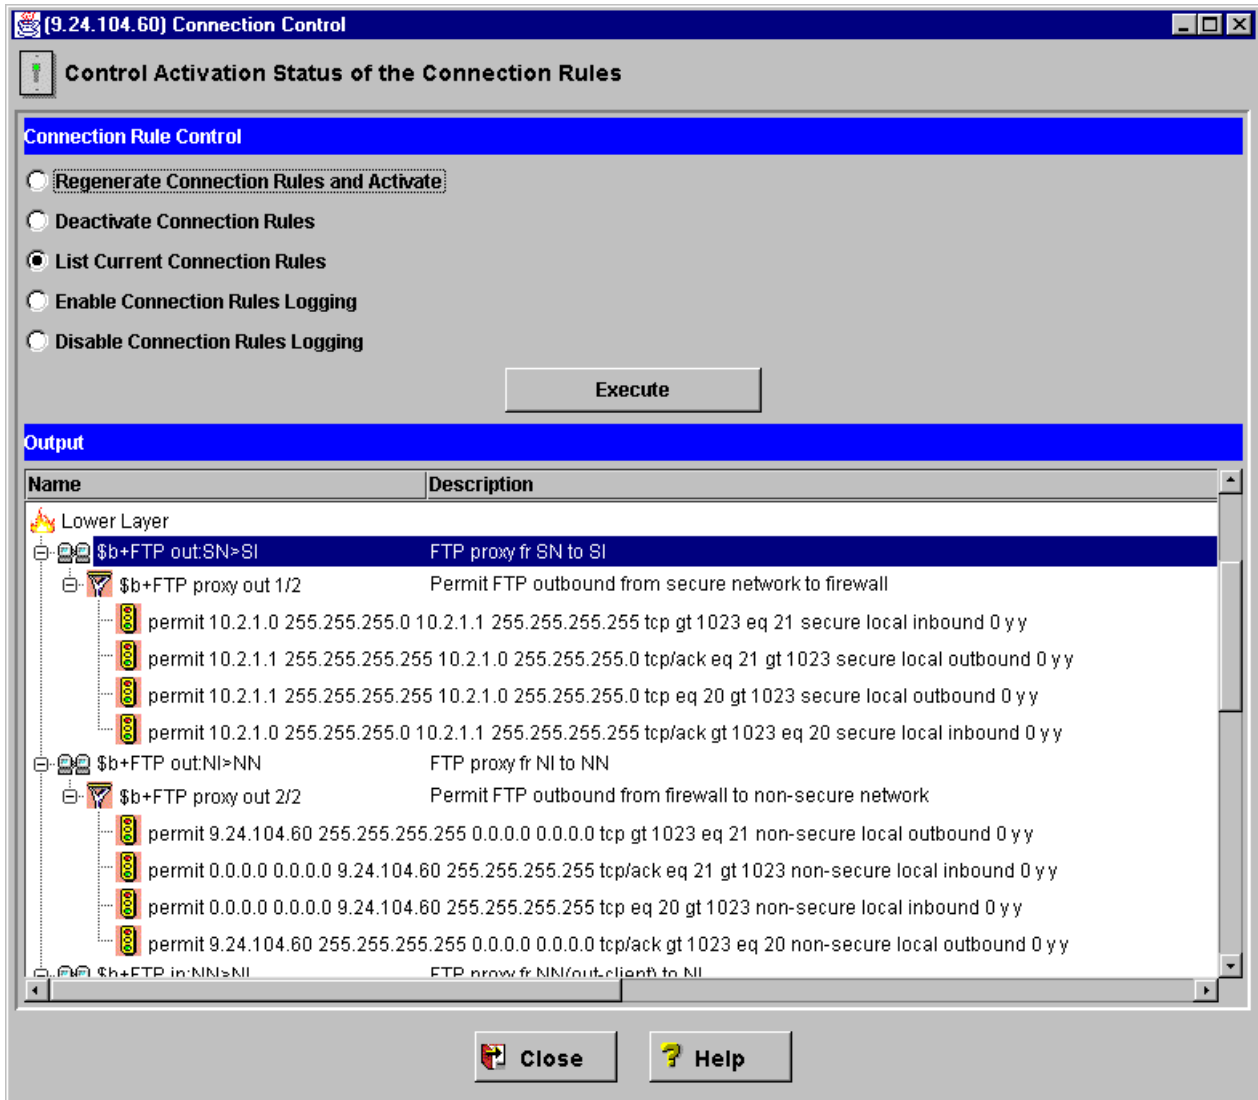 (9.24.104.60) Connection Control
Control Activation Status of the Connection Rules
Connection Rule Control
Regenerate Connection Rules and Activate
Deactivate Connection Rules
List Current Connection Rules
Enable Connection Rules Logging
Disable Connection Rules Logging
Execute
Output
Name Description
Lower Layer
$b+FTP out:SN>SI FTP proxy fr SN to SI
$b+FTP proxy out 1/2 Permit FTP outbound from secure network to firewall
permit 10.2.1.0 255.255.255.0 10.2.1.1 255.255.255.255 tcp gt 1023 eq 21 secure local inbound 0 y y
permit 10.2.1.1 255.255.255.255 10.2.1.0 255.255.255.0 tcp/ack eq 21 gt 1023 secure local outbound 0 y y
permit 10.2.1.1 255.255.255.255 10.2.1.0 255.255.255.0 tcp eq 20 gt 1023 secure local outbound 0 y y
permit 10.2.1.0 255.255.255.0 10.2.1.1 255.255.255.255 tcp/ack gt 1023 eq 20 secure local inbound 0 y y
$b+FTP out:NI>NN FTP proxy fr NI to NN
$b+FTP proxy out 2/2 Permit FTP outbound from firewall to non-secure network
permit 9.24.104.60 255.255.255.255 0.0.0.0 0.0.0.0 tcp gt 1023 eq 21 non-secure local outbound 0 y y
permit 0.0.0.0 0.0.0.0 9.24.104.60 255.255.255.255 tcp/ack eq 21 gt 1023 non-secure local inbound 0 y y
permit 0.0.0.0 0.0.0.0 9.24.104.60 255.255.255.255 tcp eq 20 gt 1023 non-secure local inbound 0 y y
permit 9.24.104.60 255.255.255.255 0.0.0.0 0.0.0.0 tcp/ack gt 1023 eq 20 non-secure local outbound 0 y y
$b+FTP in:NN>NI FTP proxy fr NN(out-client) to NI
Close
Help